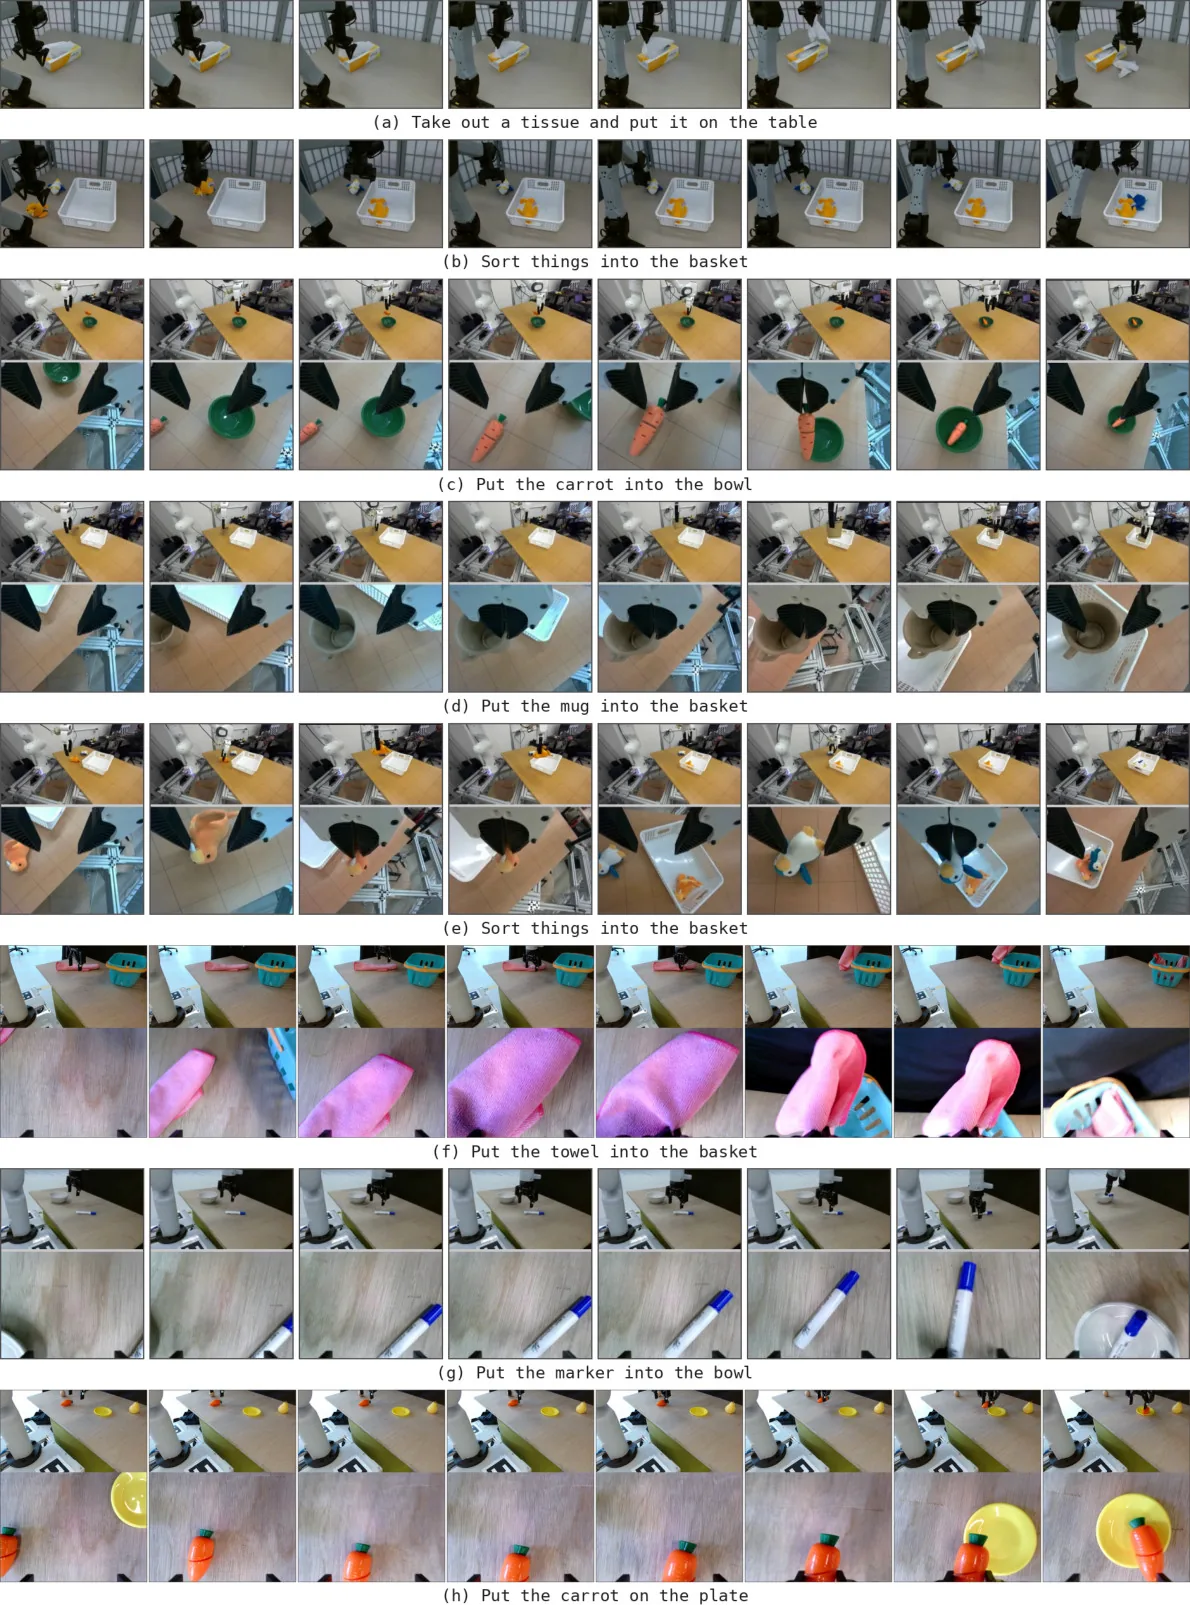 (a) Take out a tissue and put it on the table
(b) Sort things into the basket
(c) Put the carrot into the bowl
(d) Put the mug into the basket
(e) Sort things into the basket
(f) Put the towel into the basket
(g) Put the marker into the bowl
(h) Put the carrot on the plate